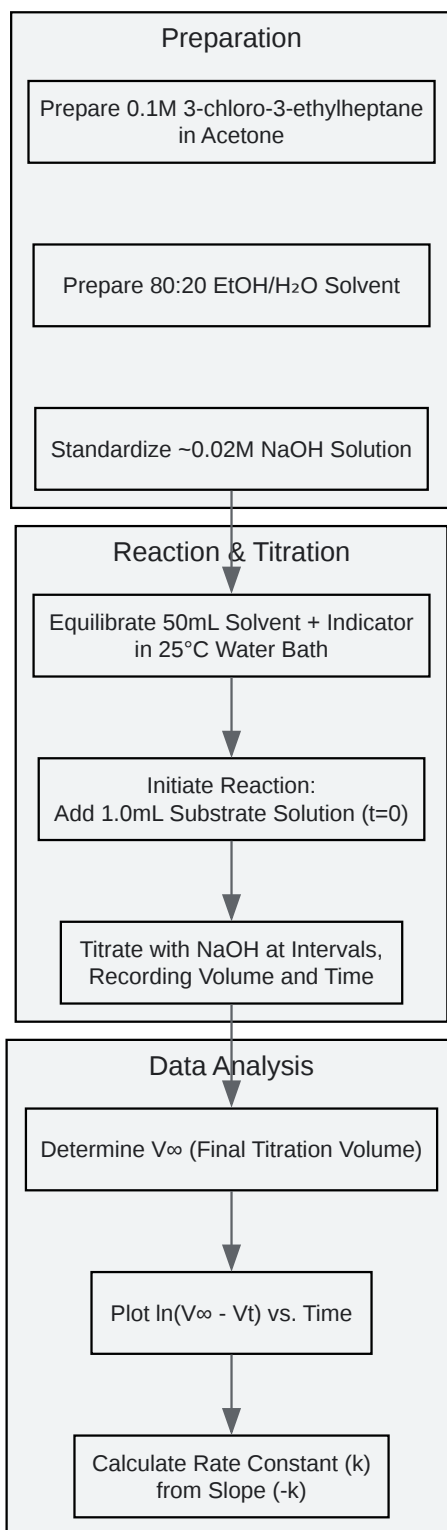 Preparation
Prepare 0.1M 3-chloro-3-ethylheptane
in Acetone
Prepare 80:20 EtOH/H₂O Solvent
Standardize ~0.02M NaOH Solution
Reaction & Titration
Equilibrate 50mL Solvent + Indicator
in 25°C Water Bath
Initiate Reaction:
Add 1.0mL Substrate Solution (t=0)
Titrate with NaOH at Intervals,
Recording Volume and Time
Data Analysis
Determine V∞ (Final Titration Volume)
Plot ln(V∞ - Vt) vs. Time
Calculate Rate Constant (k)
from Slope (-k)